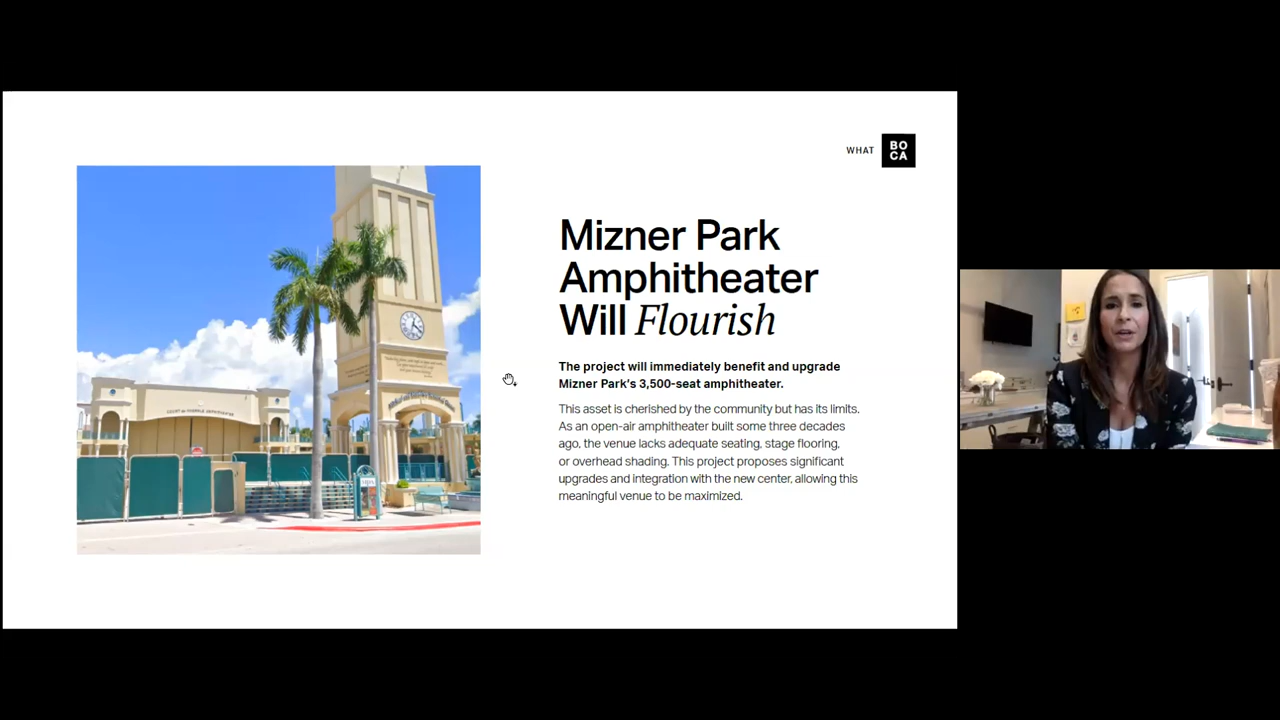 WHAT
BO
CA
Mizner Park
Amphitheater
Will Flourish
The project will immediately benefit and upgrade
Mizner Park's 3,500-seat amphitheater.
This asset is cherished by the community but has its limits.
As an open-air amphitheater built some three decades
ago, the venue lacks adequate seating, stage flooring,
or overhead shading. This project proposes significant
upgrades and integration with the new center, allowing this
meaningful venue to be maximized.